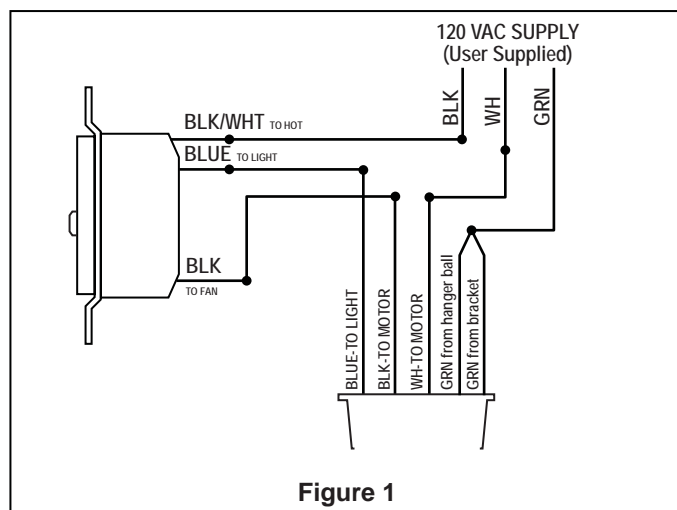 120 VAC SUPPLY
(User Supplied)
BLK
WH
GRN
BLK/WHT TO HOT
BLUE TO LIGHT
BLK
TO FAN
BLUE-TO LIGHT
BLK-TO MOTOR
WH-TO MOTOR
GRN from hanger ball
GRN from bracket
Figure 1